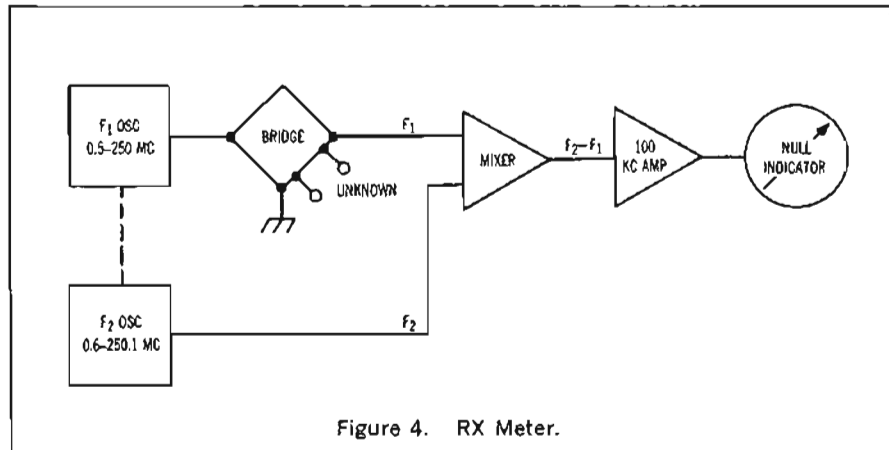 F₁ OSC
0.5–250 MC
BRIDGE
F₁
UNKNOWN
MIXER
F₂–F₁
100
KC AMP
NULL
INDICATOR
F₂ OSC
0.6–250.1 MC
F₂
Figure 4. RX Meter.